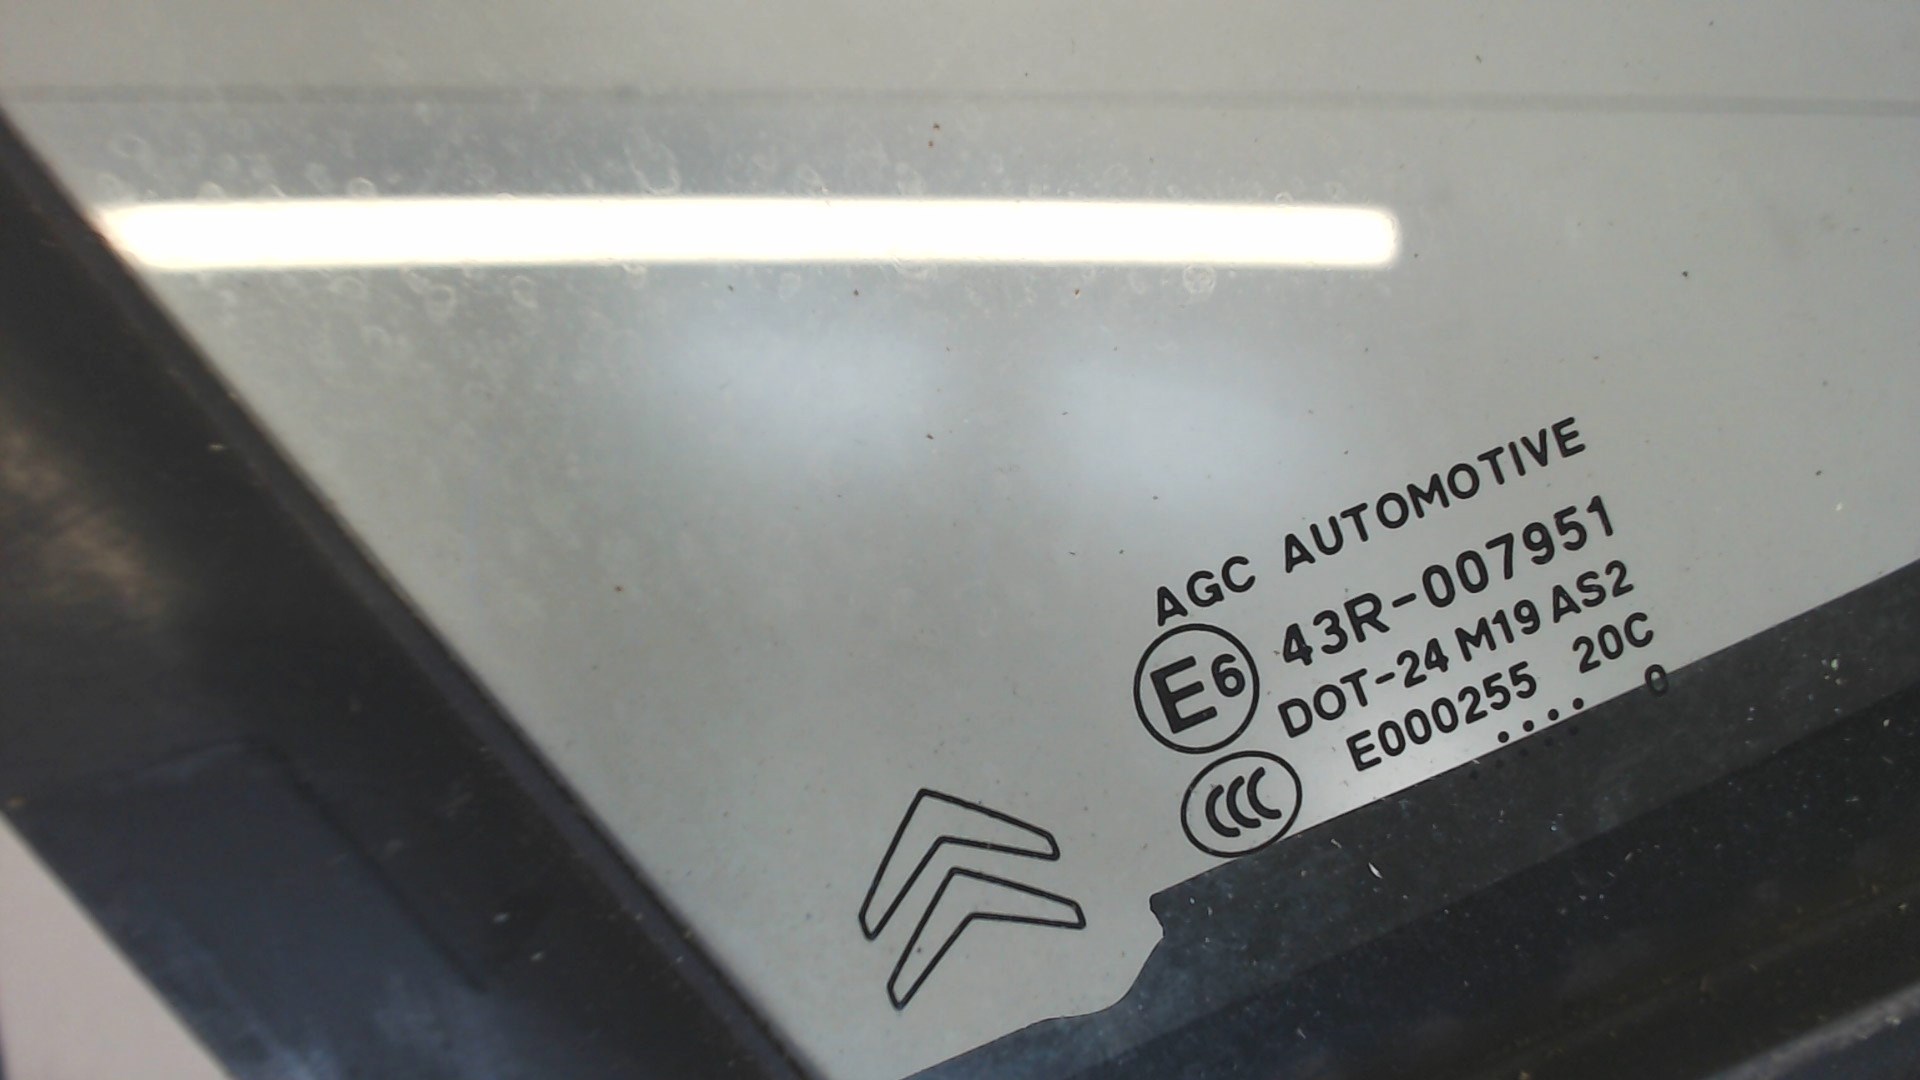 AGC AUTOMOTIVE
E6 43R-007951
DOT-24 M19 AS2
CCC E000255 20C
.... 0